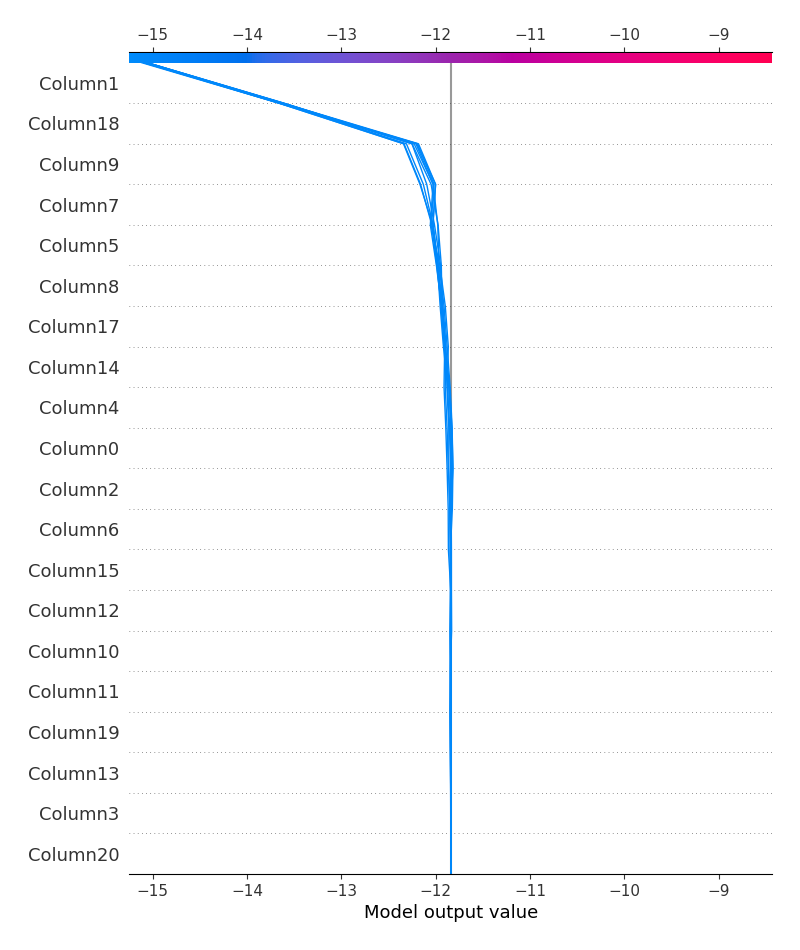 −15 −14 −13 −12 −11 −10 −9
Column1
Column18
Column9
Column7
Column5
Column8
Column17
Column14
Column4
Column0
Column2
Column6
Column15
Column12
Column10
Column11
Column19
Column13
Column3
Column20
−15 −14 −13 −12 −11 −10 −9
Model output value